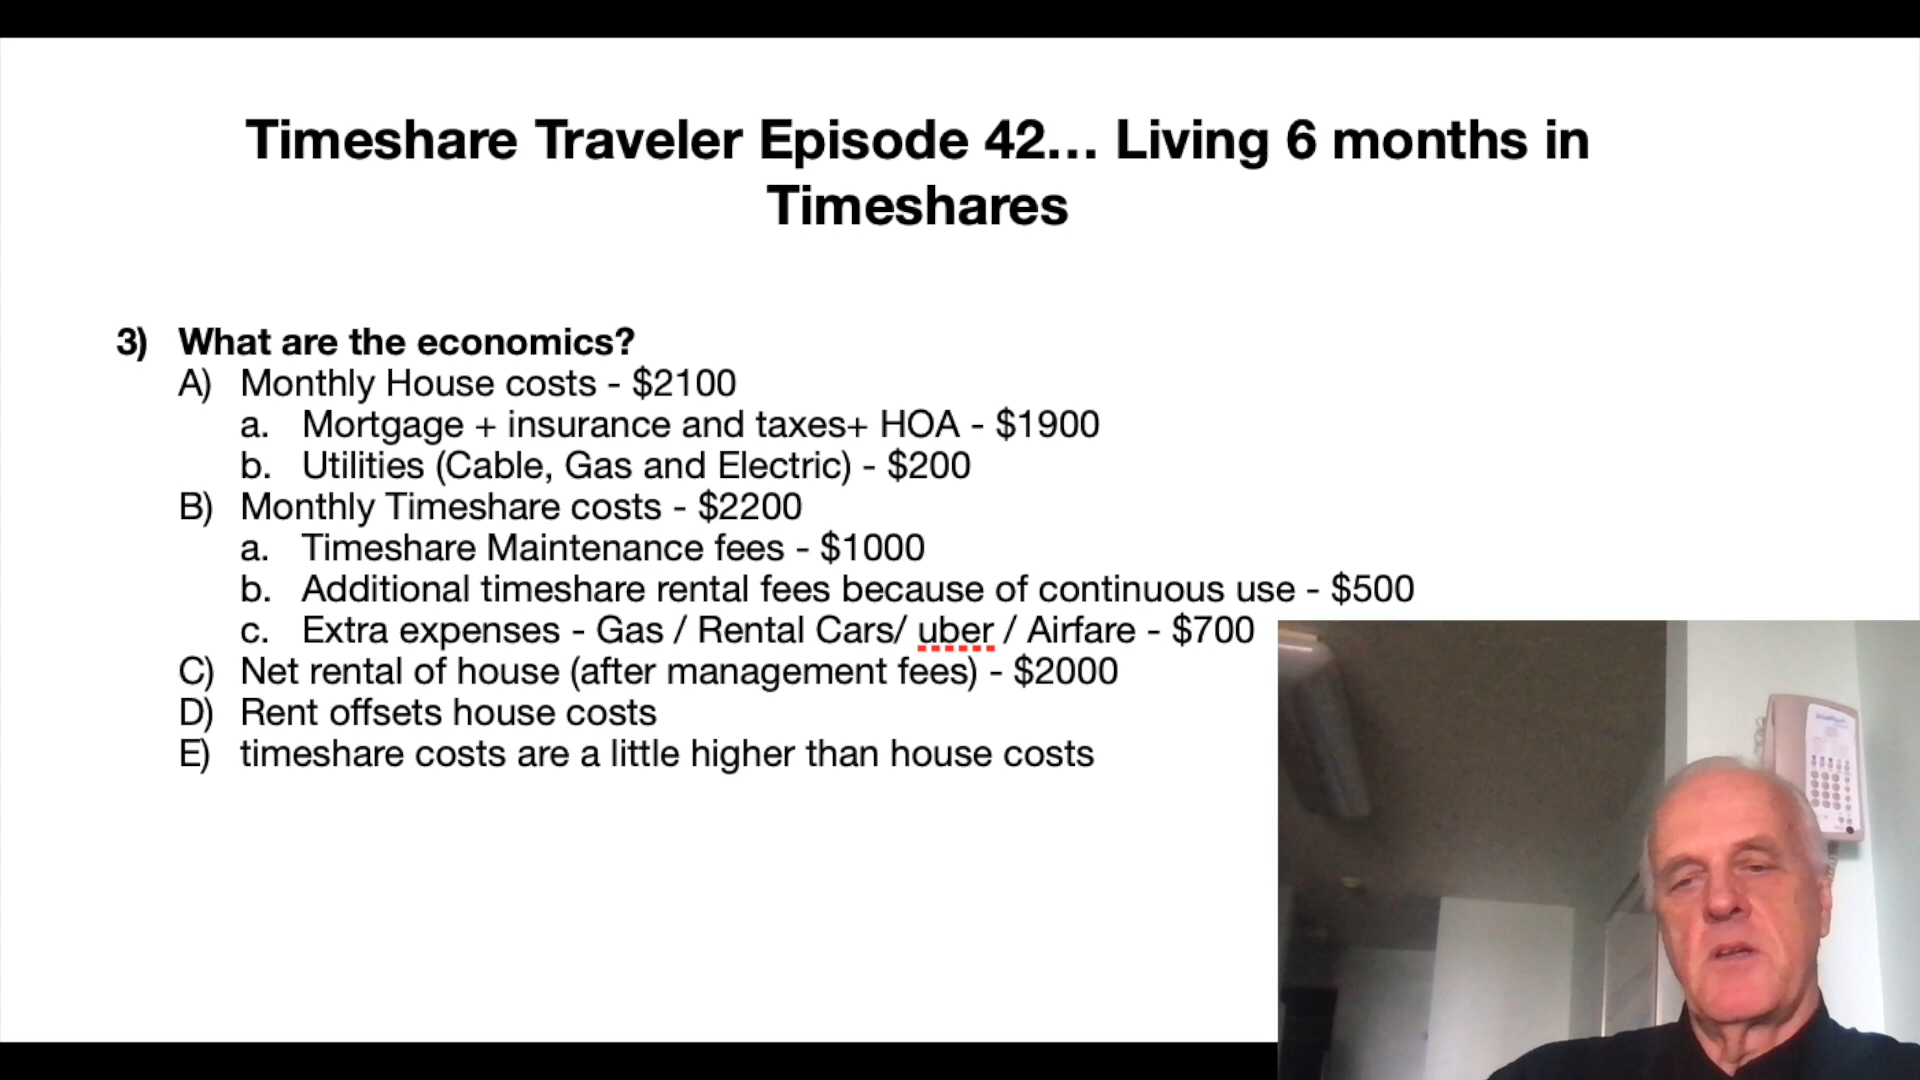 Timeshare Traveler Episode 42... Living 6 months in
Timeshares
3) What are the economics?
A) Monthly House costs - $2100
a. Mortgage + insurance and taxes+ HOA - $1900
b. Utilities (Cable, Gas and Electric) - $200
B) Monthly Timeshare costs - $2200
a. Timeshare Maintenance fees - $1000
b. Additional timeshare rental fees because of continuous use - $500
c. Extra expenses - Gas / Rental Cars/ uber / Airfare - $700
C) Net rental of house (after management fees) - $2000
D) Rent offsets house costs
E) timeshare costs are a little higher than house costs